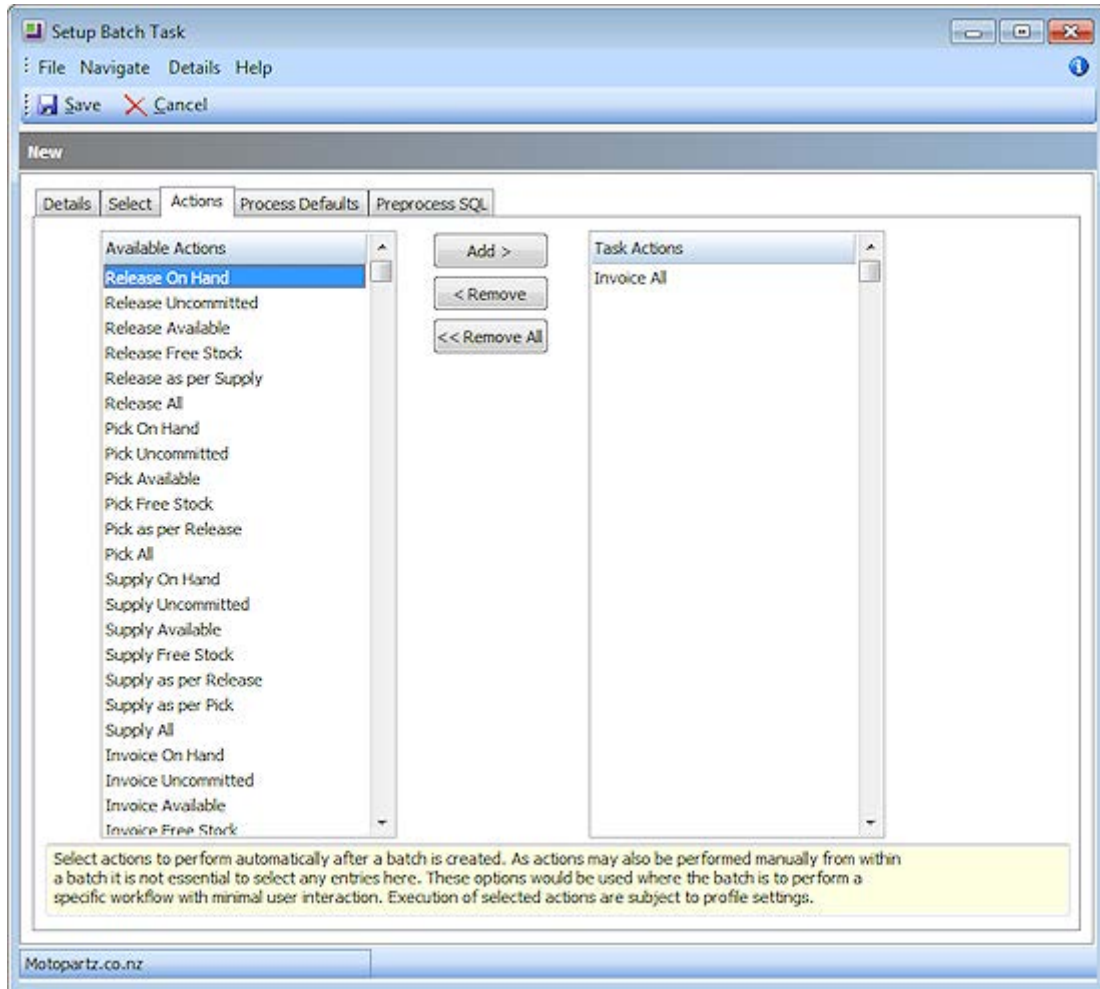 Setup Batch Task
File Navigate Details Help
Save Cancel
New
Details Select Actions Process Defaults Preprocess SQL
Available Actions
Release On Hand
Release Uncommitted
Release Available
Release Free Stock
Release as per Supply
Release All
Pick On Hand
Pick Uncommitted
Pick Available
Pick Free Stock
Pick as per Release
Pick All
Supply On Hand
Supply Uncommitted
Supply Available
Supply Free Stock
Supply as per Release
Supply as per Pick
Supply All
Invoice On Hand
Invoice Uncommitted
Invoice Available
Invoice Free Stock
Add >
< Remove
<< Remove All
Task Actions
Invoice All
Select actions to perform automatically after a batch is created. As actions may also be performed manually from within
a batch it is not essential to select any entries here. These options would be used where the batch is to perform a
specific workflow with minimal user interaction. Execution of selected actions are subject to profile settings.
Motopartz.co.nz